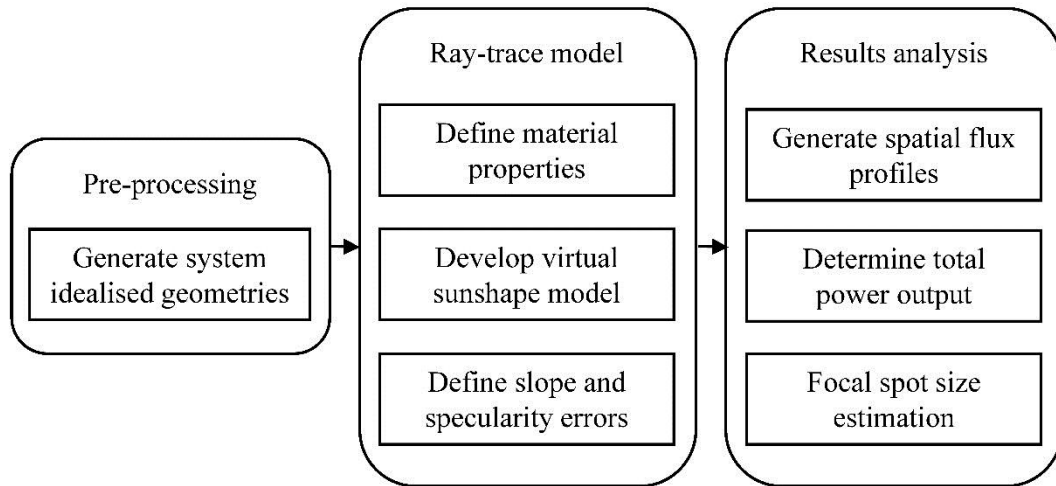 Pre-processing
Generate system
idealised geometries
Ray-trace model
Define material
properties
Develop virtual
sunshape model
Define slope and
specularity errors
Results analysis
Generate spatial flux
profiles
Determine total
power output
Focal spot size
estimation